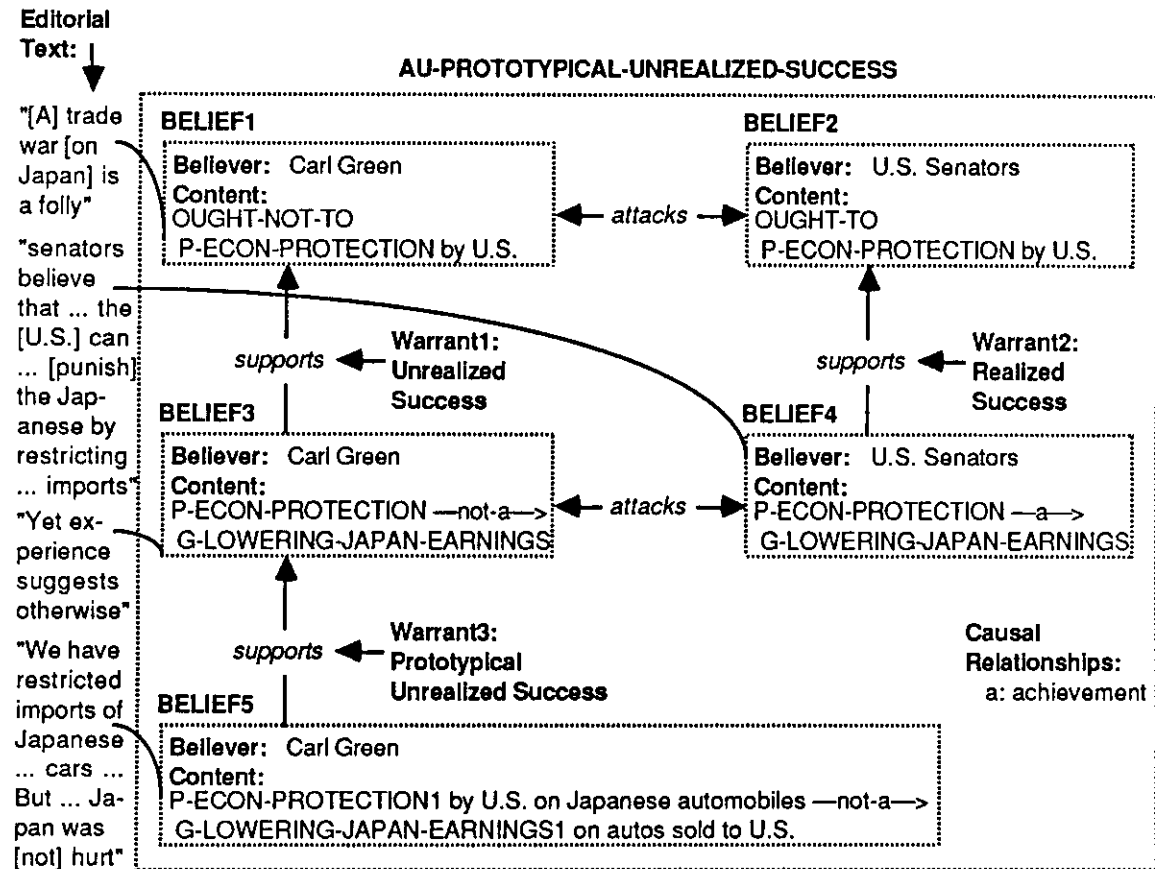 Editorial
Text:
AU-PROTOTYPICAL-UNREALIZED-SUCCESS
"[A] trade
war [on
Japan] is
a folly"
"senators
believe
that ... the
[U.S.] can
... [punish]
the Jap-
anese by
restricting
... imports"
"Yet ex-
perience
suggests
otherwise"
"We have
restricted
imports of
Japanese
... cars ...
But ... Ja-
pan was
[not] hurt"
BELIEF1
Believer: Carl Green
Content:
OUGHT-NOT-TO
P-ECON-PROTECTION by U.S.
attacks
BELIEF2
Believer: U.S. Senators
Content:
OUGHT-TO
P-ECON-PROTECTION by U.S.
supports
Warrant1:
Unrealized
Success
supports
Warrant2:
Realized
Success
BELIEF3
Believer: Carl Green
Content:
P-ECON-PROTECTION —not-a—>
G-LOWERING-JAPAN-EARNINGS
attacks
BELIEF4
Believer: U.S. Senators
Content:
P-ECON-PROTECTION —a—>
G-LOWERING-JAPAN-EARNINGS
supports
Warrant3:
Prototypical
Unrealized Success
Causal
Relationships:
a: achievement
BELIEF5
Believer: Carl Green
Content:
P-ECON-PROTECTION1 by U.S. on Japanese automobiles —not-a—>
G-LOWERING-JAPAN-EARNINGS1 on autos sold to U.S.